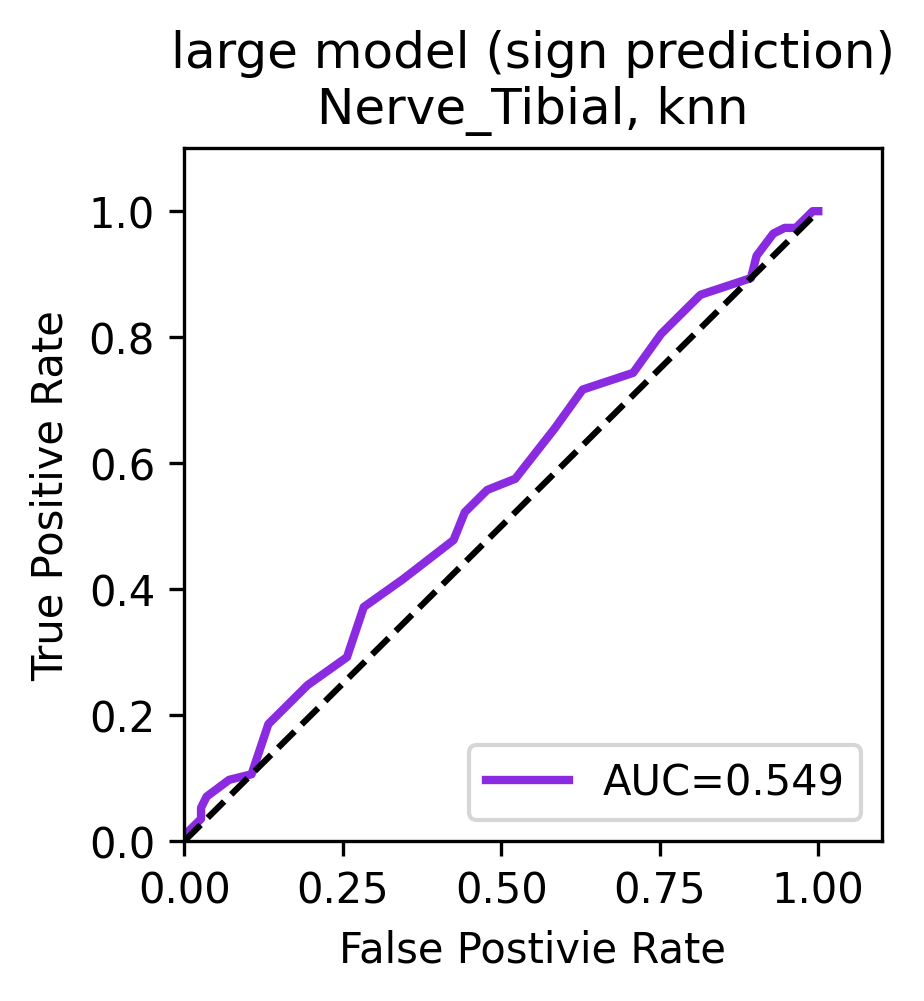 large model (sign prediction)
Nerve_Tibial, knn
True Positive Rate
1.0
0.8
0.6
0.4
0.2
0.0
AUC=0.549
0.00 0.25 0.50 0.75 1.00
False Postivie Rate